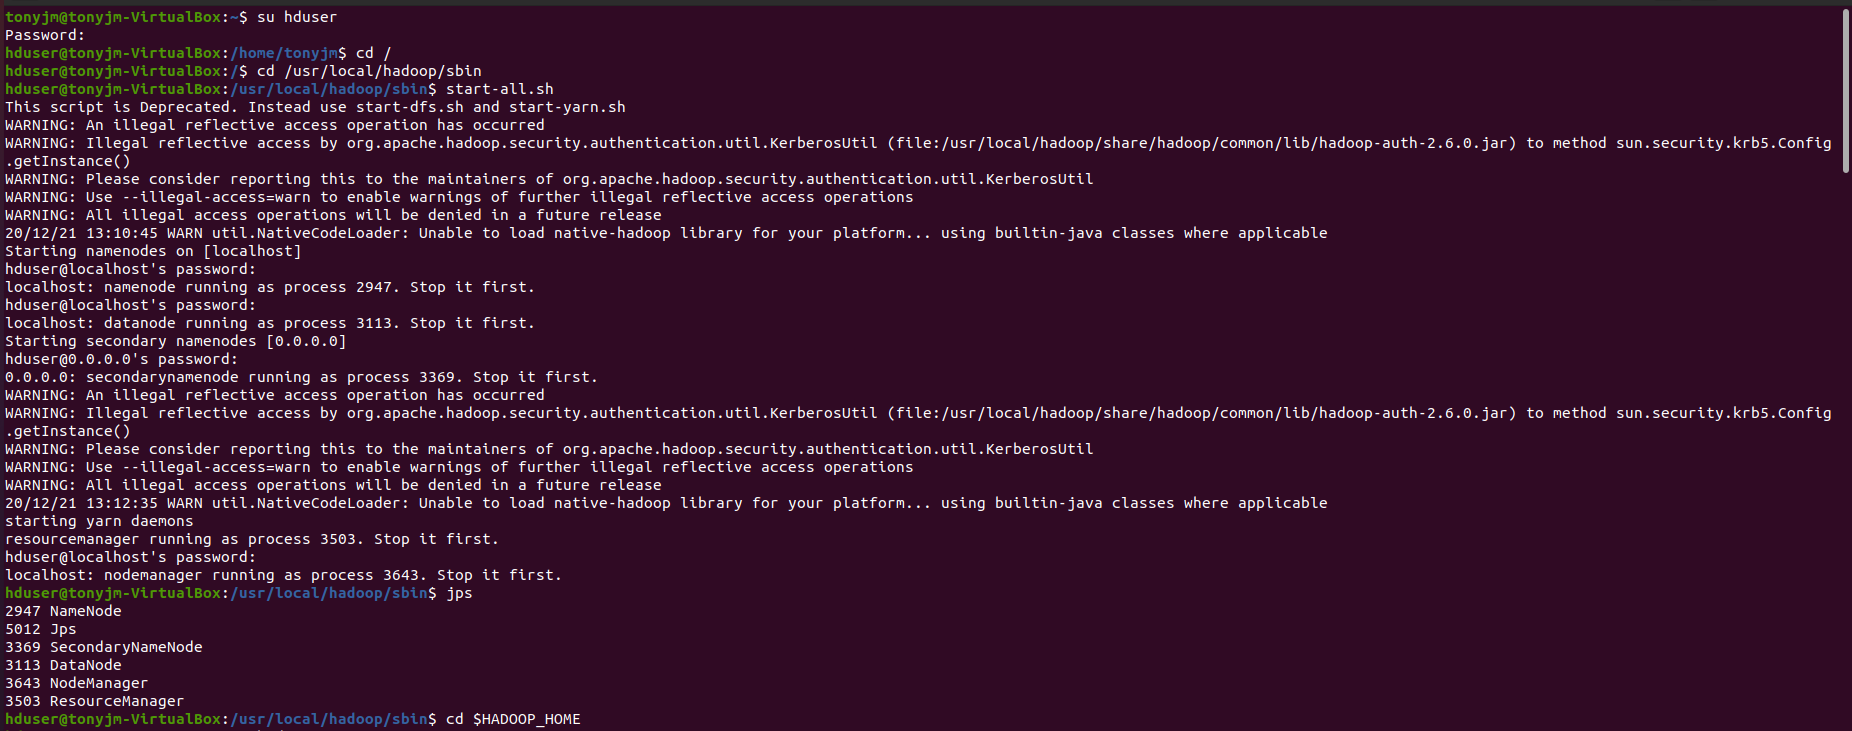 tonyjm@tonyjm-VirtualBox:~$ su hduser
Password:
hduser@tonyjm-VirtualBox:/home/tonyjm$ cd /
hduser@tonyjm-VirtualBox:/$ cd /usr/local/hadoop/sbin
hduser@tonyjm-VirtualBox:/usr/local/hadoop/sbin$ start-all.sh
This script is Deprecated. Instead use start-dfs.sh and start-yarn.sh
WARNING: An illegal reflective access operation has occurred
WARNING: Illegal reflective access by org.apache.hadoop.security.authentication.util.KerberosUtil (file:/usr/local/hadoop/share/hadoop/common/lib/hadoop-auth-2.6.0.jar) to method sun.security.krb5.Config
.getInstance()
WARNING: Please consider reporting this to the maintainers of org.apache.hadoop.security.authentication.util.KerberosUtil
WARNING: Use --illegal-access=warn to enable warnings of further illegal reflective access operations
WARNING: All illegal access operations will be denied in a future release
20/12/21 13:10:45 WARN util.NativeCodeLoader: Unable to load native-hadoop library for your platform... using builtin-java classes where applicable
Starting namenodes on [localhost]
hduser@localhost's password:
localhost: namenode running as process 2947. Stop it first.
hduser@localhost's password:
localhost: datanode running as process 3113. Stop it first.
Starting secondary namenodes [0.0.0.0]
hduser@0.0.0.0's password:
0.0.0.0: secondarynamenode running as process 3369. Stop it first.
WARNING: An illegal reflective access operation has occurred
WARNING: Illegal reflective access by org.apache.hadoop.security.authentication.util.KerberosUtil (file:/usr/local/hadoop/share/hadoop/common/lib/hadoop-auth-2.6.0.jar) to method sun.security.krb5.Config
.getInstance()
WARNING: Please consider reporting this to the maintainers of org.apache.hadoop.security.authentication.util.KerberosUtil
WARNING: Use --illegal-access=warn to enable warnings of further illegal reflective access operations
WARNING: All illegal access operations will be denied in a future release
20/12/21 13:12:35 WARN util.NativeCodeLoader: Unable to load native-hadoop library for your platform... using builtin-java classes where applicable
starting yarn daemons
resourcemanager running as process 3503. Stop it first.
hduser@localhost's password:
localhost: nodemanager running as process 3643. Stop it first.
hduser@tonyjm-VirtualBox:/usr/local/hadoop/sbin$ jps
2947 NameNode
5012 Jps
3369 SecondaryNameNode
3113 DataNode
3643 NodeManager
3503 ResourceManager
hduser@tonyjm-VirtualBox:/usr/local/hadoop/sbin$ cd $HADOOP_HOME